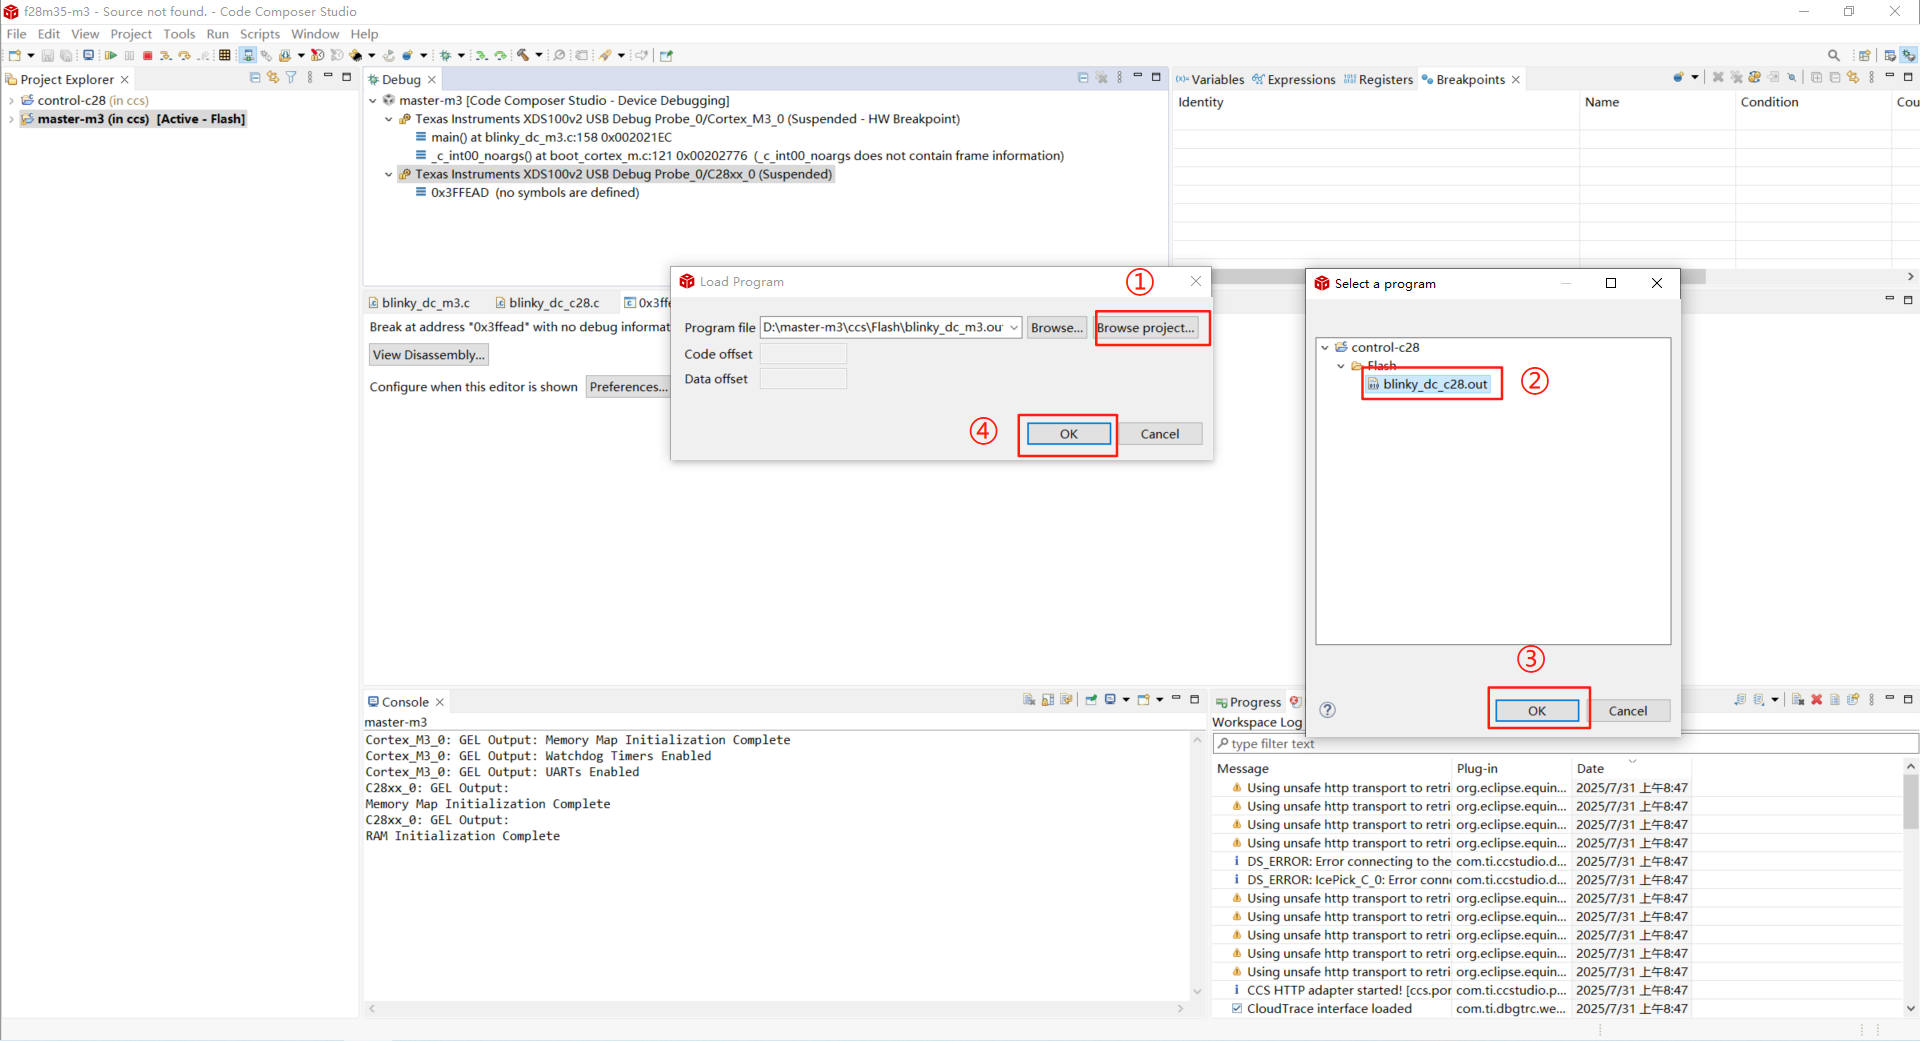 f28m35-m3 - Source not found. - Code Composer Studio
File Edit View Project Tools Run Scripts Window Help
Project Explorer
control-c28 (in ccs)
master-m3 (in ccs) [Active - Flash]
Debug
master-m3 [Code Composer Studio - Device Debugging]
Texas Instruments XDS100v2 USB Debug Probe_0/Cortex_M3_0 (Suspended - HW Breakpoint)
main() at blinky_dc_m3.c:158 0x002021EC
_c_int00_noargs() at boot_cortex_m.c:121 0x00202776 (_c_int00_noargs does not contain frame information)
Texas Instruments XDS100v2 USB Debug Probe_0/C28xx_0 (Suspended)
0x3FFEAD (no symbols are defined)
Variables Expressions Registers Breakpoints
Identity Name Condition Cou
blinky_dc_m3.c blinky_dc_c28.c 0x3ffe
Break at address "0x3ffead" with no debug informat
View Disassembly...
Configure when this editor is shown Preferences...
Load Program
①
Program file D:\master-m3\ccs\Flash\blinky_dc_m3.ou Browse... Browse project...
Code offset
Data offset
④
OK Cancel
Select a program
control-c28
Flash
blinky_dc_c28.out
②
③
OK Cancel
Console
master-m3
Cortex_M3_0: GEL Output: Memory Map Initialization Complete
Cortex_M3_0: GEL Output: Watchdog Timers Enabled
Cortex_M3_0: GEL Output: UARTs Enabled
C28xx_0: GEL Output:
Memory Map Initialization Complete
C28xx_0: GEL Output:
RAM Initialization Complete
Progress
Workspace Log
type filter text
Message Plug-in Date
Using unsafe http transport to retri org.eclipse.equin... 2025/7/31 上午8:47
Using unsafe http transport to retri org.eclipse.equin... 2025/7/31 上午8:47
Using unsafe http transport to retri org.eclipse.equin... 2025/7/31 上午8:47
Using unsafe http transport to retri org.eclipse.equin... 2025/7/31 上午8:47
DS_ERROR: Error connecting to the com.ti.ccstudio.d... 2025/7/31 上午8:47
DS_ERROR: IcePick_C_0: Error conne com.ti.ccstudio.d... 2025/7/31 上午8:47
Using unsafe http transport to retri org.eclipse.equin... 2025/7/31 上午8:47
Using unsafe http transport to retri org.eclipse.equin... 2025/7/31 上午8:47
Using unsafe http transport to retri org.eclipse.equin... 2025/7/31 上午8:47
Using unsafe http transport to retri org.eclipse.equin... 2025/7/31 上午8:47
Using unsafe http transport to retri org.eclipse.equin... 2025/7/31 上午8:47
CCS HTTP adapter started! [ccs.por com.ti.ccstudio.p... 2025/7/31 上午8:47
CloudTrace interface loaded com.ti.dbgtrc.we... 2025/7/31 上午8:47